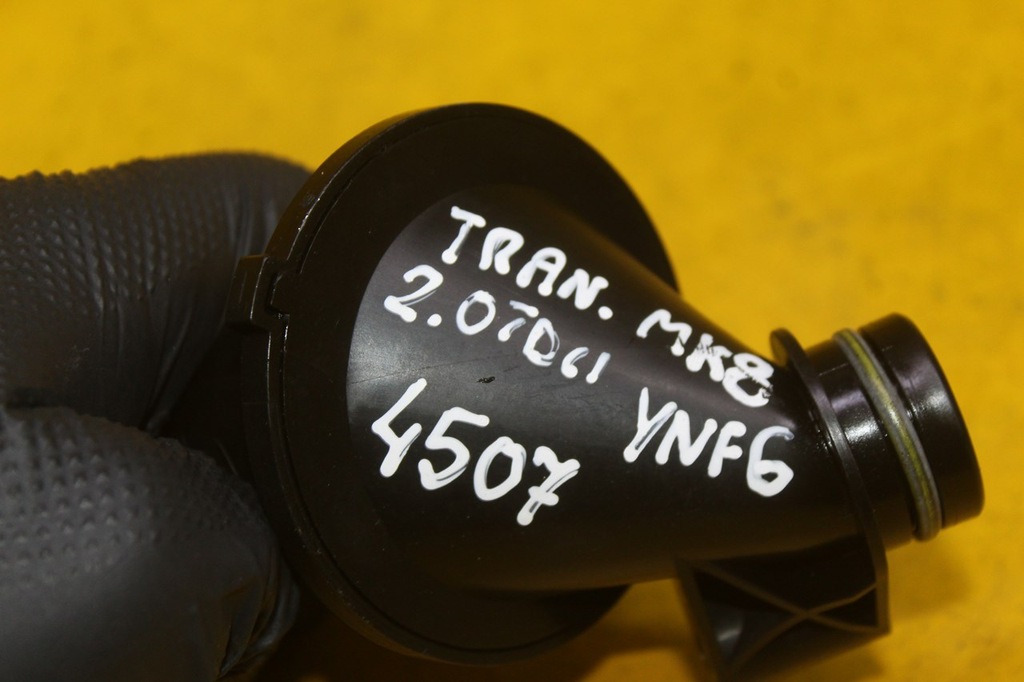 TRAN. MK8
2.0TDCI YNF6
4507